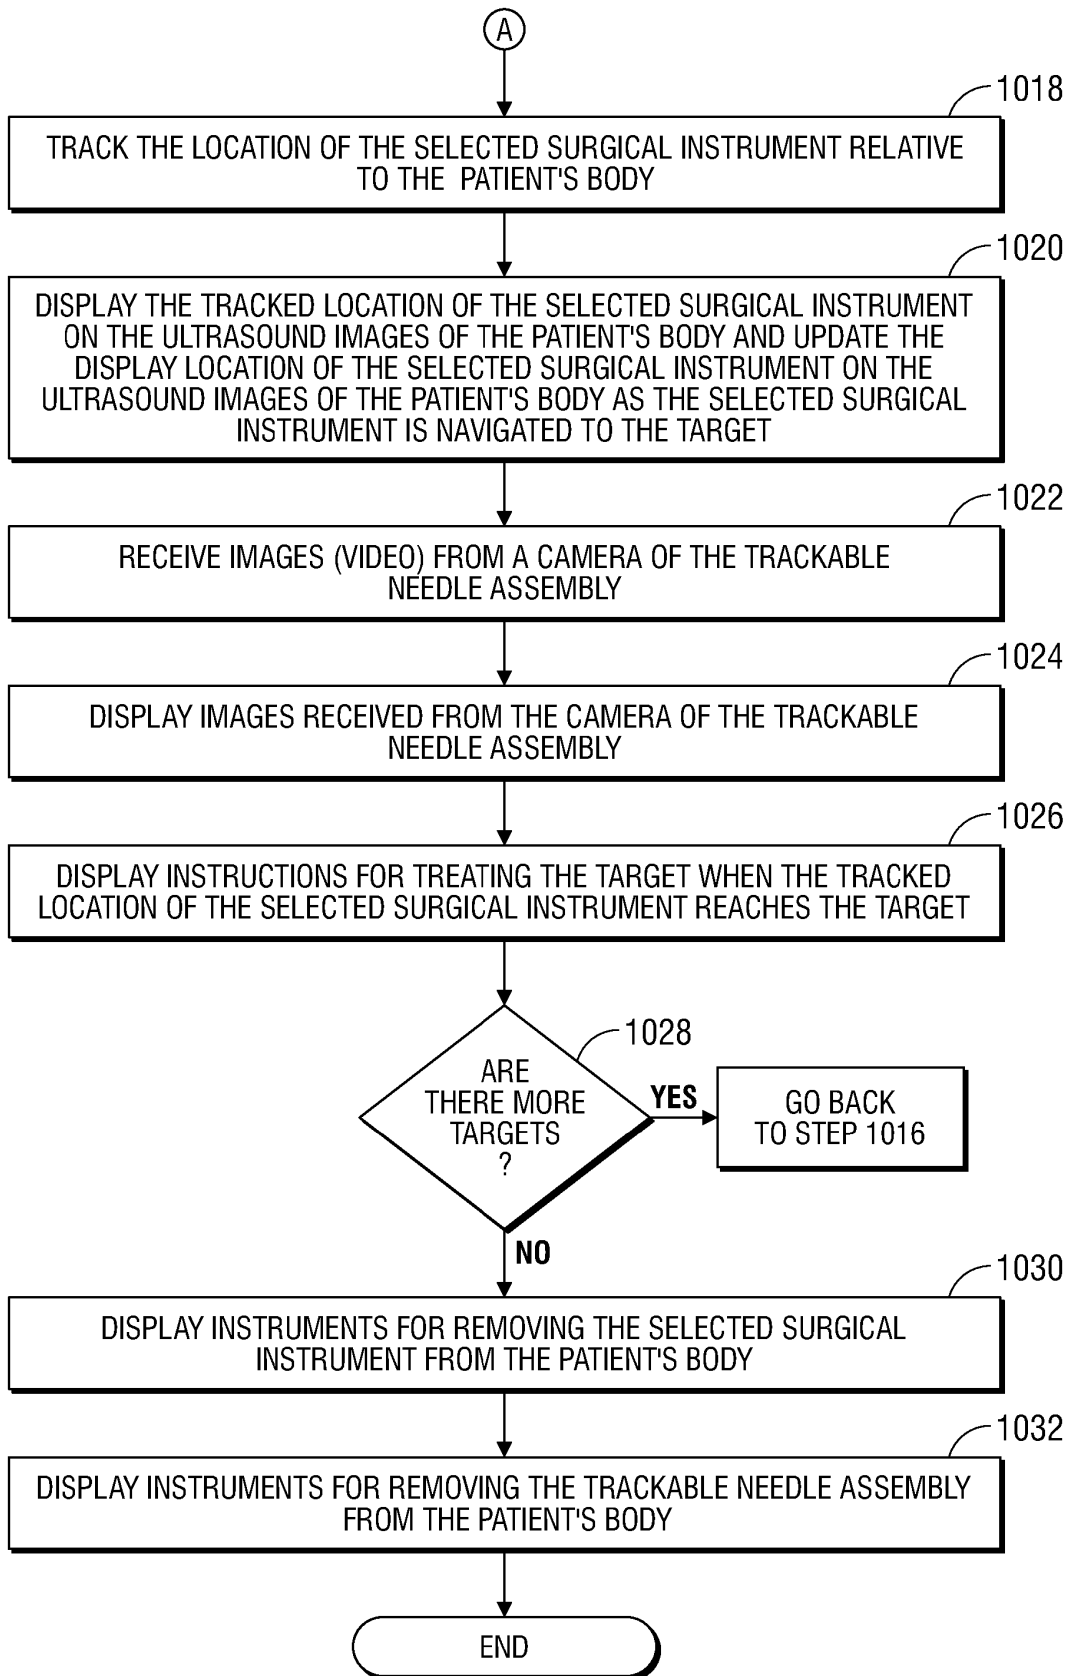 A
1018
TRACK THE LOCATION OF THE SELECTED SURGICAL INSTRUMENT RELATIVE
TO THE PATIENT'S BODY
1020
DISPLAY THE TRACKED LOCATION OF THE SELECTED SURGICAL INSTRUMENT
ON THE ULTRASOUND IMAGES OF THE PATIENT'S BODY AND UPDATE THE
DISPLAY LOCATION OF THE SELECTED SURGICAL INSTRUMENT ON THE
ULTRASOUND IMAGES OF THE PATIENT'S BODY AS THE SELECTED SURGICAL
INSTRUMENT IS NAVIGATED TO THE TARGET
1022
RECEIVE IMAGES (VIDEO) FROM A CAMERA OF THE TRACKABLE
NEEDLE ASSEMBLY
1024
DISPLAY IMAGES RECEIVED FROM THE CAMERA OF THE TRACKABLE
NEEDLE ASSEMBLY
1026
DISPLAY INSTRUCTIONS FOR TREATING THE TARGET WHEN THE TRACKED
LOCATION OF THE SELECTED SURGICAL INSTRUMENT REACHES THE TARGET
1028
ARE
THERE MORE
TARGETS
?
YES
GO BACK
TO STEP 1016
NO
1030
DISPLAY INSTRUMENTS FOR REMOVING THE SELECTED SURGICAL
INSTRUMENT FROM THE PATIENT'S BODY
1032
DISPLAY INSTRUMENTS FOR REMOVING THE TRACKABLE NEEDLE ASSEMBLY
FROM THE PATIENT'S BODY
END